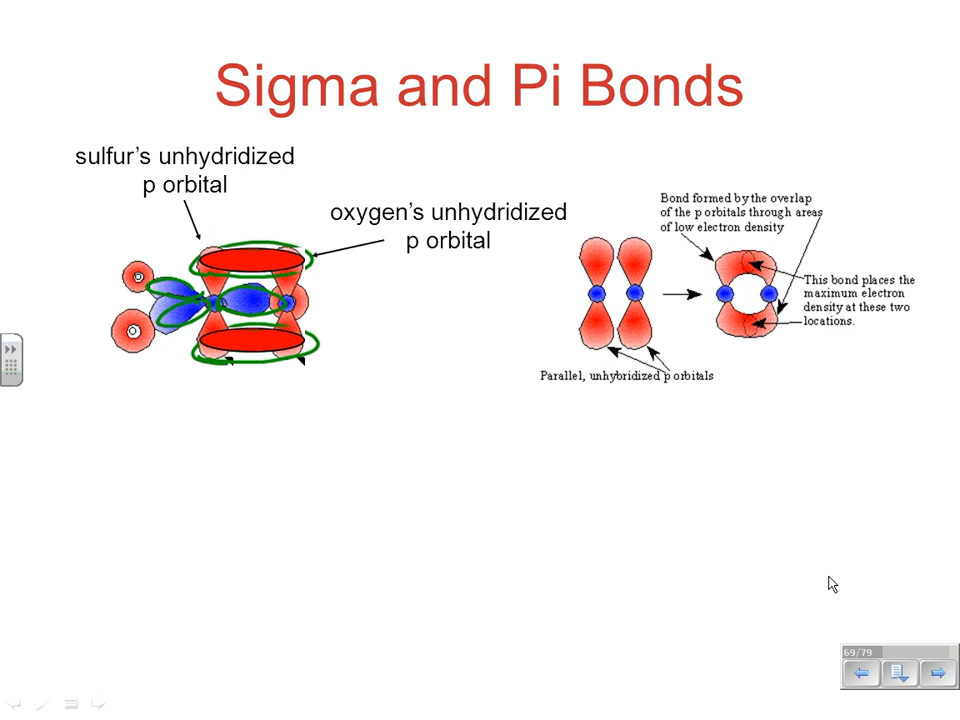 Sigma and Pi Bonds
sulfur's unhydridized
p orbital
oxygen's unhydridized
p orbital
Bond formed by the overlap
of the p orbitals through areas
of low electron density
This bond places the
maximum electron
density at these two
locations.
Parallel, unhybridized p orbitals
69/79